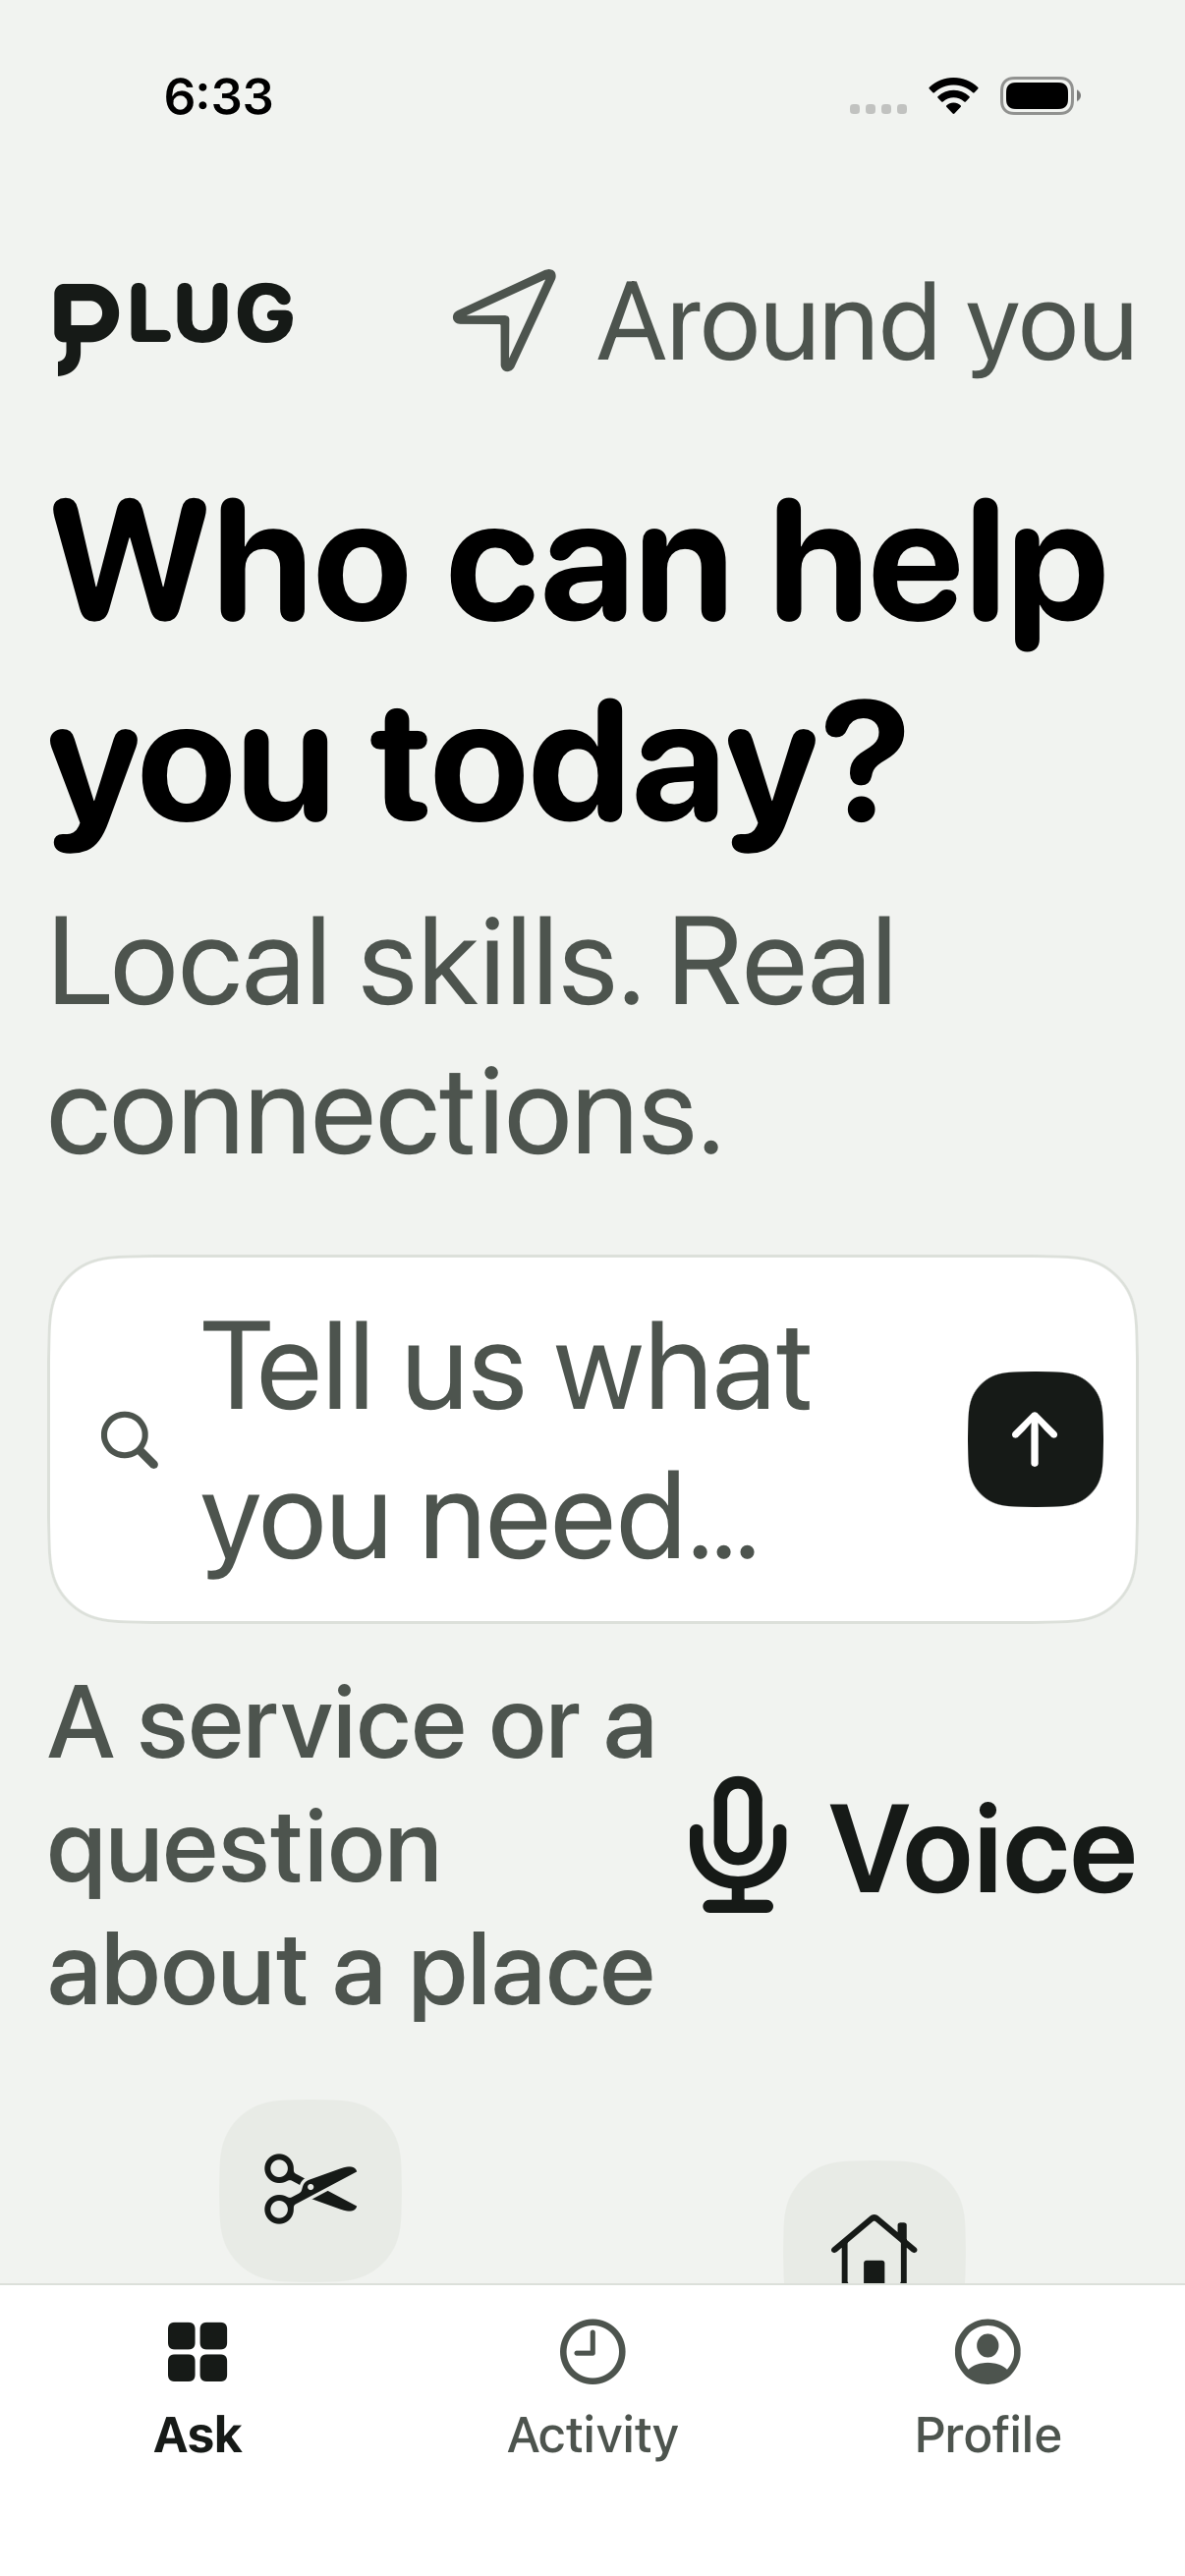 6:33
PLUG
Around you
Who can help
you today?
Local skills. Real
connections.
Tell us what
you need...
A service or a
question
about a place
Voice
Ask
Activity
Profile